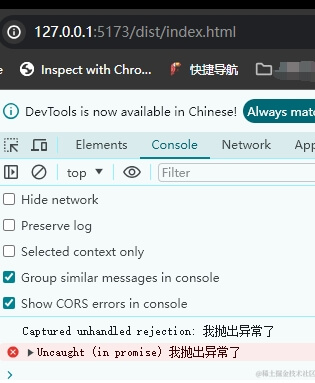 127.0.0.1:5173/dist/index.html
e Inspect with Chro... 快捷导航
DevTools is now available in Chinese! Always matc
Elements Console Network App
top Filter
Hide network
Preserve log
Selected context only
Group similar messages in console
Show CORS errors in console
Captured unhandled rejection: 我抛出异常了
Uncaught (in promise) 我抛出异常了
@稀土掘金技术社区